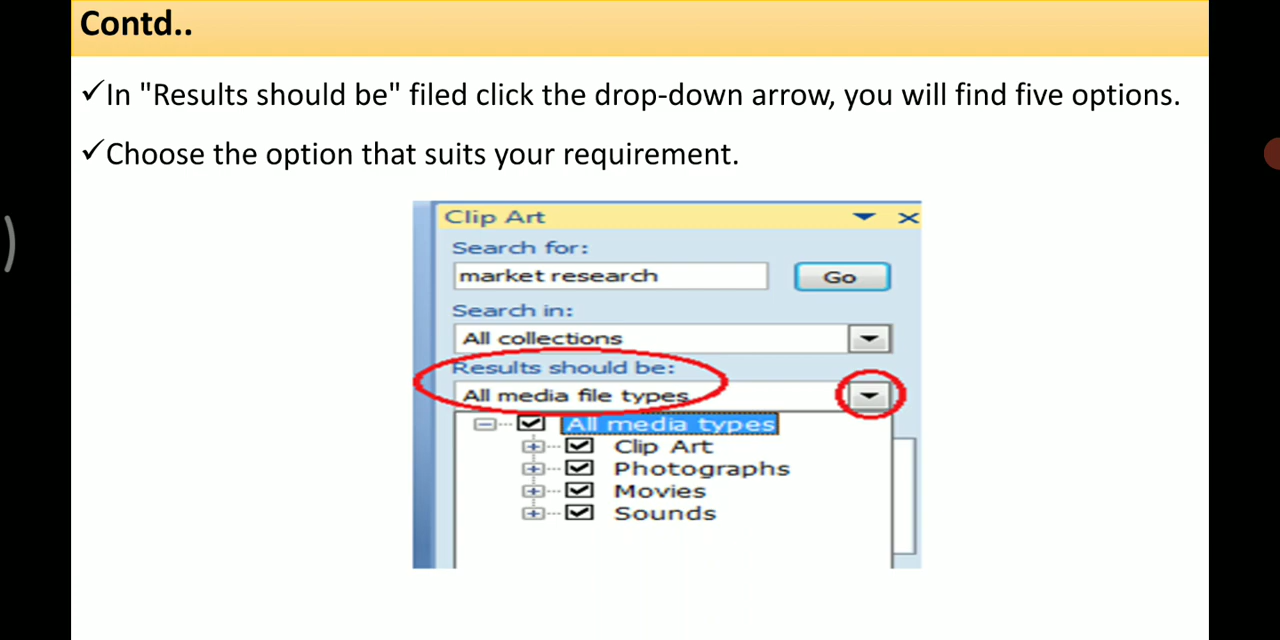 Contd..
✓In "Results should be" filed click the drop-down arrow, you will find five options.
✓Choose the option that suits your requirement.
Clip Art
Search for:
market research Go
Search in:
All collections
Results should be:
All media file types
All media types
Clip Art
Photographs
Movies
Sounds